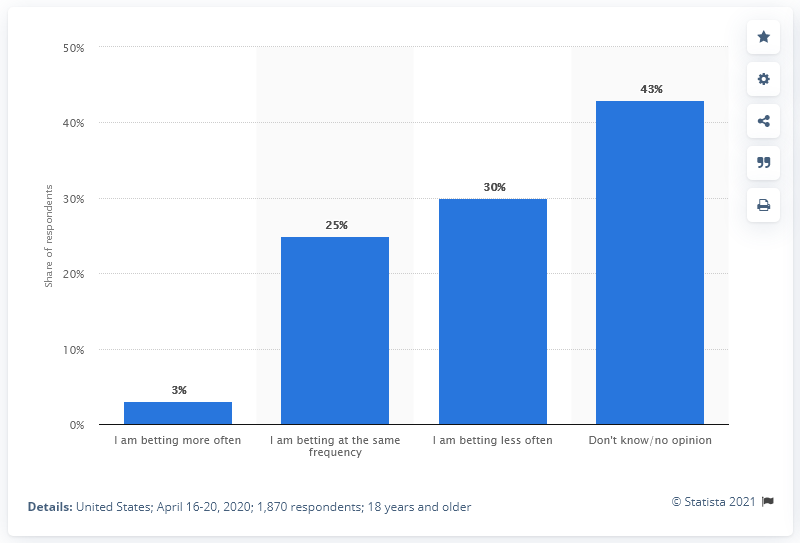 50%
40%
30%
20%
10%
0%
Share of respondents
3%
25%
30%
43%
I am betting more often
I am betting at the same
frequency
I am betting less often
Don't know/no opinion
Details: United States; April 16-20, 2020; 1,870 respondents; 18 years and older
© Statista 2021